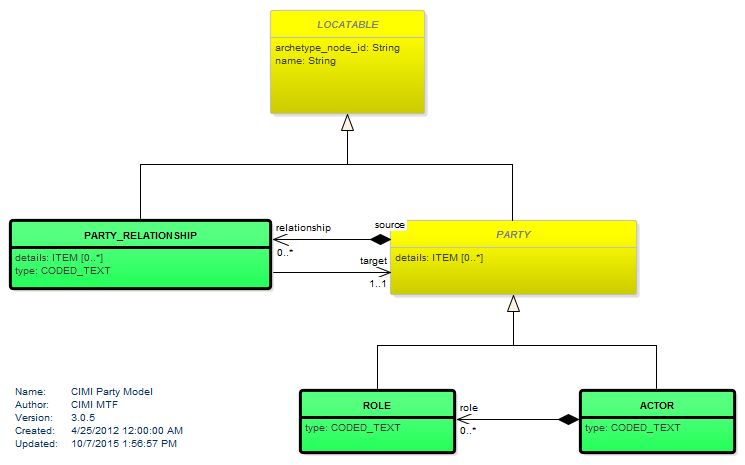 LOCATABLE
archetype_node_id: String
name: String
PARTY_RELATIONSHIP
details: ITEM [0..*]
type: CODED_TEXT
relationship
source
0..*
target
1..1
PARTY
details: ITEM [0..*]
Name: CIMI Party Model
Author: CIMI MTF
Version: 3.0.5
Created: 4/25/2012 12:00:00 AM
Updated: 10/7/2015 1:56:57 PM
ROLE
type: CODED_TEXT
role
0..*
ACTOR
type: CODED_TEXT